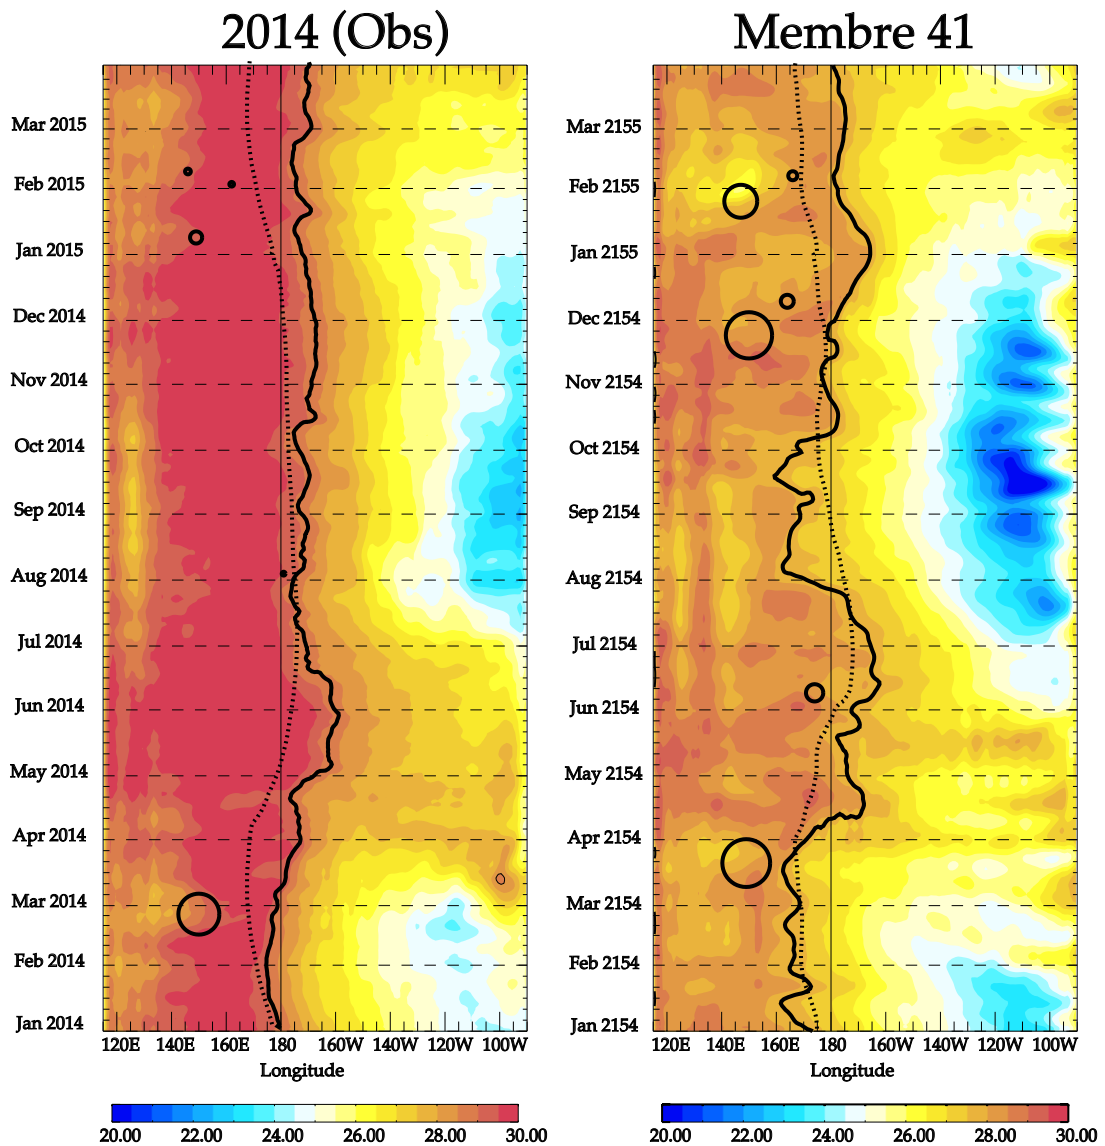 2014 (Obs)
Mar 2015
Feb 2015
Jan 2015
Dec 2014
Nov 2014
Oct 2014
Sep 2014
Aug 2014
Jul 2014
Jun 2014
May 2014
Apr 2014
Mar 2014
Feb 2014
Jan 2014
120E 140E 160E 180 160W 140W 120W 100W
Longitude
20.00 22.00 24.00 26.00 28.00 30.00
Membre 41
Mar 2155
Feb 2155
Jan 2155
Dec 2154
Nov 2154
Oct 2154
Sep 2154
Aug 2154
Jul 2154
Jun 2154
May 2154
Apr 2154
Mar 2154
Feb 2154
Jan 2154
120E 140E 160E 180 160W 140W 120W 100W
Longitude
20.00 22.00 24.00 26.00 28.00 30.00